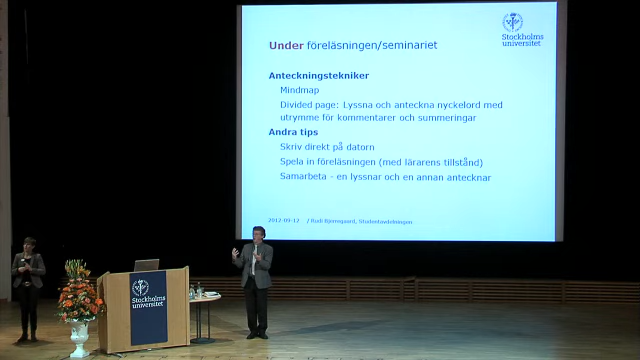 Stockholms
universitet
Under föreläsningen/seminariet
Anteckningstekniker
Mindmap
Divided page: Lyssna och anteckna nyckelord med
utrymme för kommentarer och summeringar
Andra tips
Skriv direkt på datorn
Spela in föreläsningen (med lärarens tillstånd)
Samarbeta - en lyssnar och en annan antecknar
2012-09-12 / Rudi Bjerregaard, Studentavdelningen
Stockholms
universitet